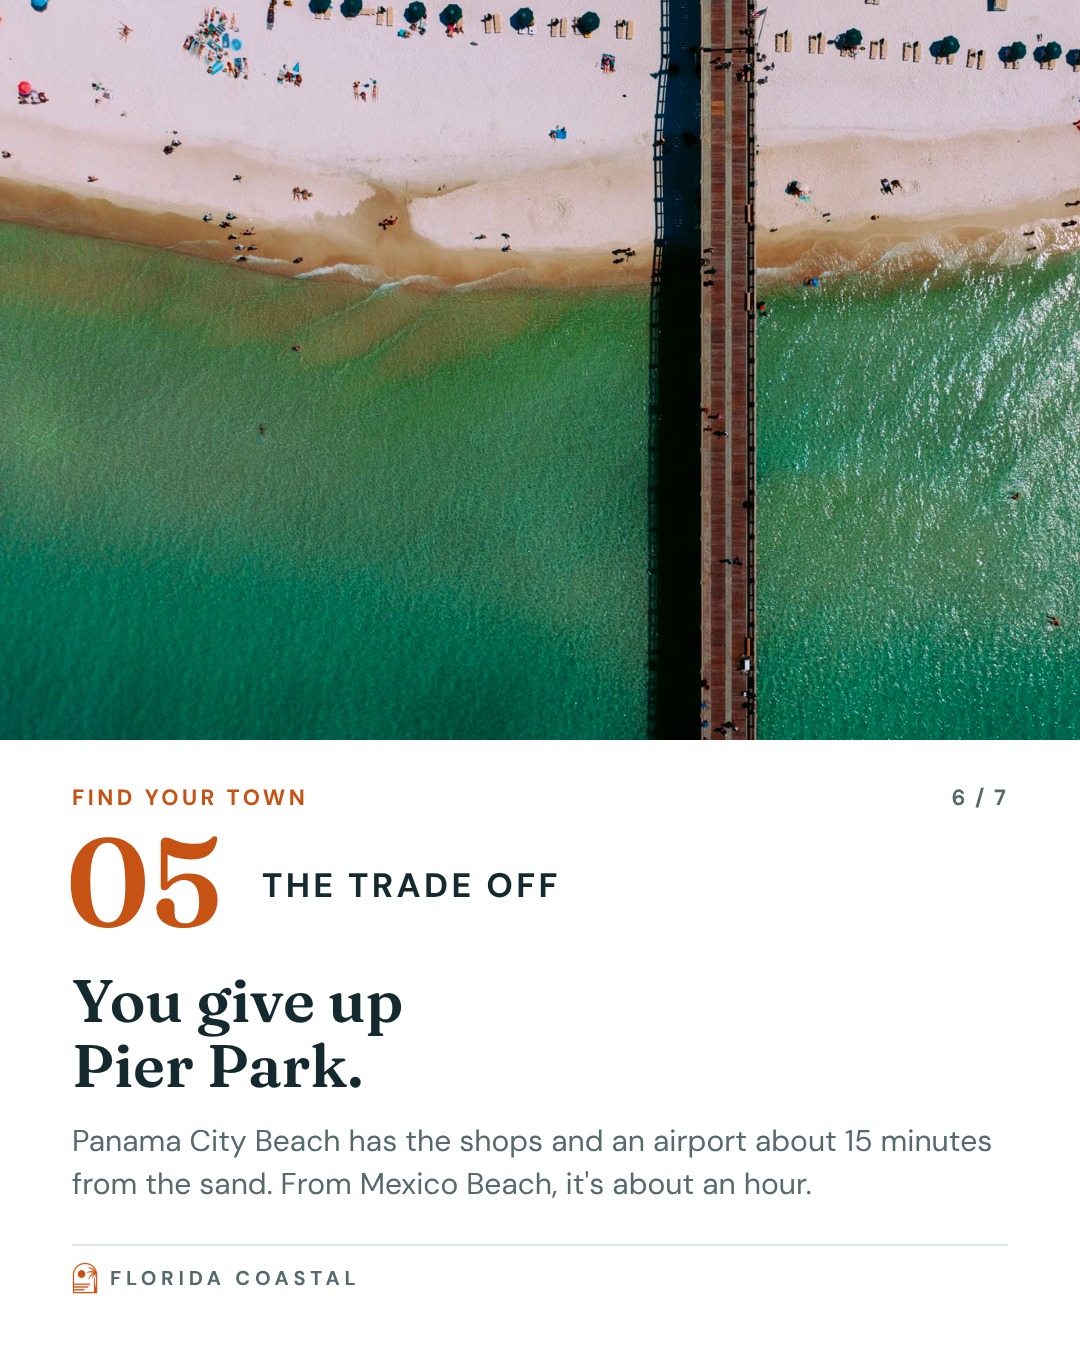 FIND YOUR TOWN
6 / 7
05
THE TRADE OFF
You give up
Pier Park.
Panama City Beach has the shops and an airport about 15 minutes
from the sand. From Mexico Beach, it's about an hour.
FLORIDA COASTAL